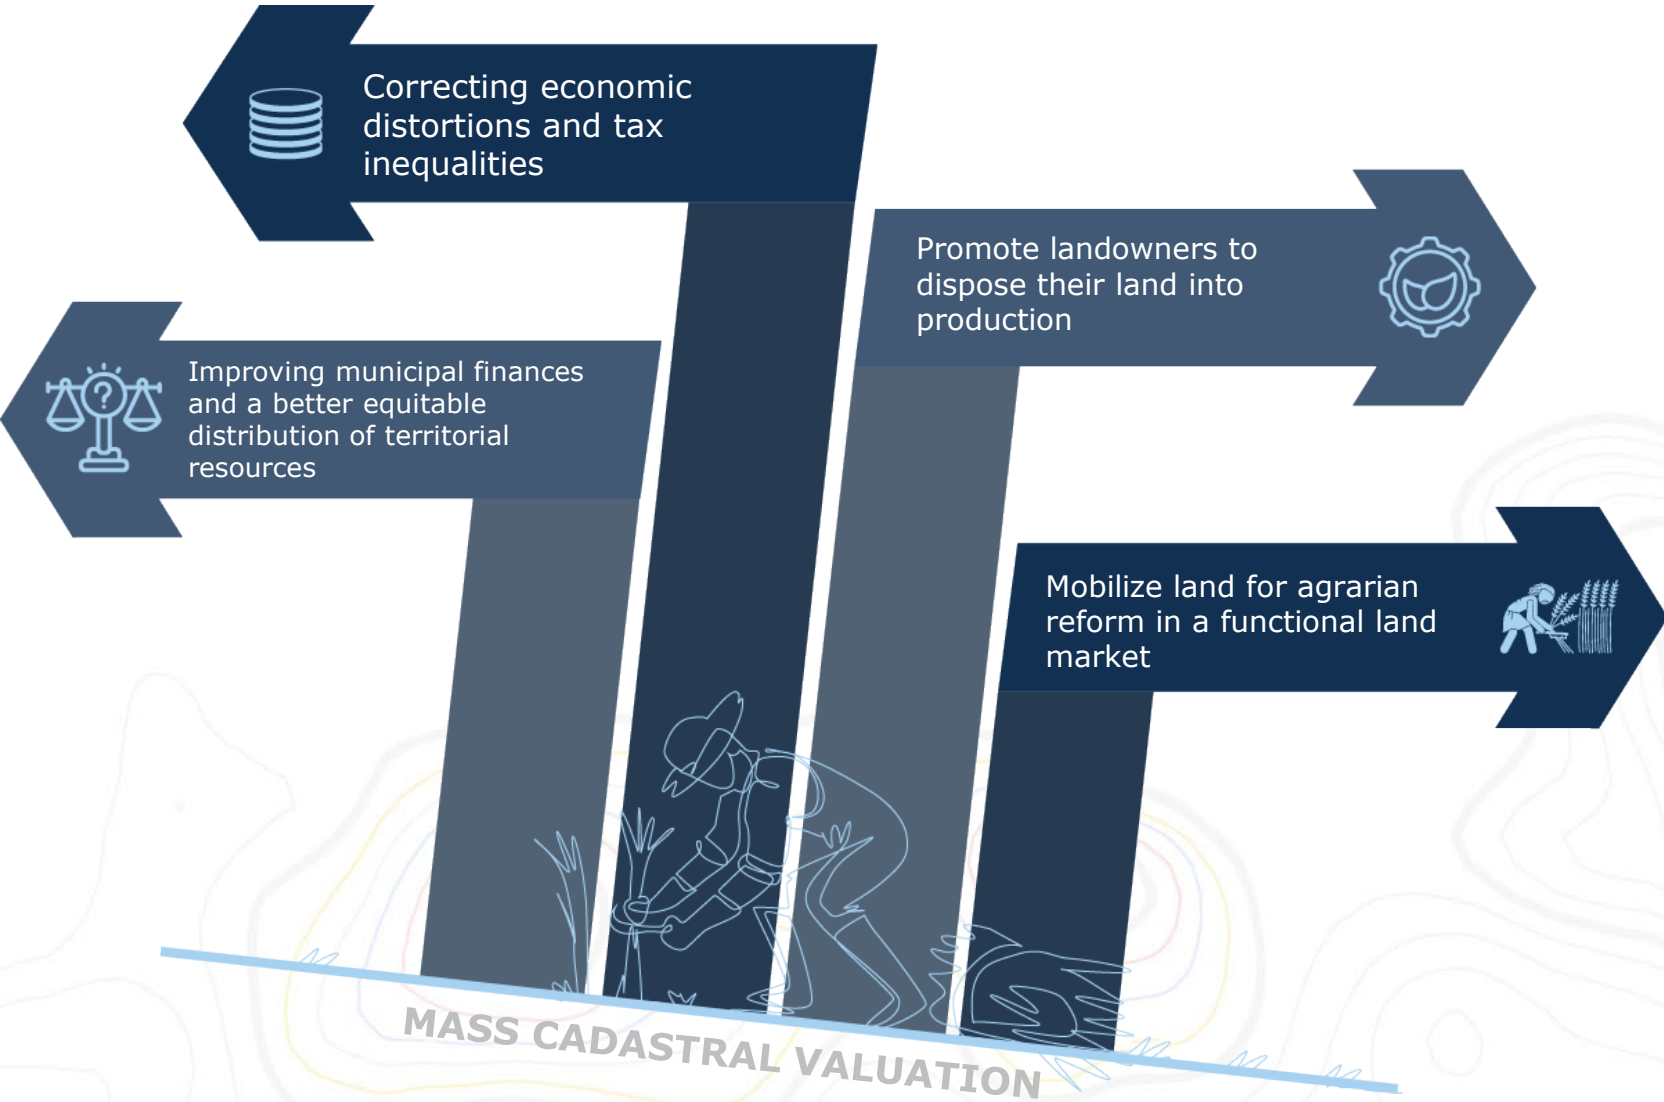 Correcting economic
distortions and tax
inequalities
Promote landowners to
dispose their land into
production
Improving municipal finances
and a better equitable
distribution of territorial
resources
?
Mobilize land for agrarian
reform in a functional land
market
MASS CADASTRAL VALUATION